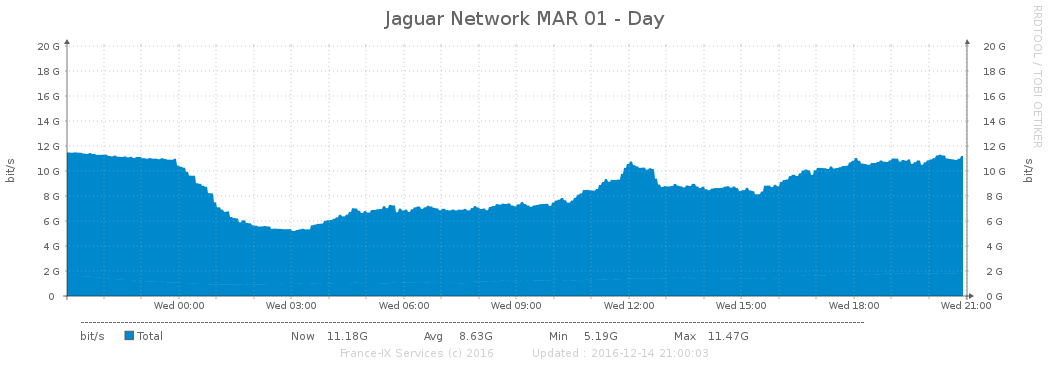 Jaguar Network MAR 01 - Day
RRDTOOL / TOBI OETIKER
bit/s
20 G
18 G
16 G
14 G
12 G
10 G
8 G
6 G
4 G
2 G
0
20 G
18 G
16 G
14 G
12 G
10 G
8 G
6 G
4 G
2 G
0 G
bit/s
Wed 00:00 Wed 03:00 Wed 06:00 Wed 09:00 Wed 12:00 Wed 15:00 Wed 18:00 Wed 21:00
bit/s Total Now 11.18G Avg 8.63G Min 5.19G Max 11.47G
France-IX Services (c) 2016 Updated : 2016-12-14 21:00:03